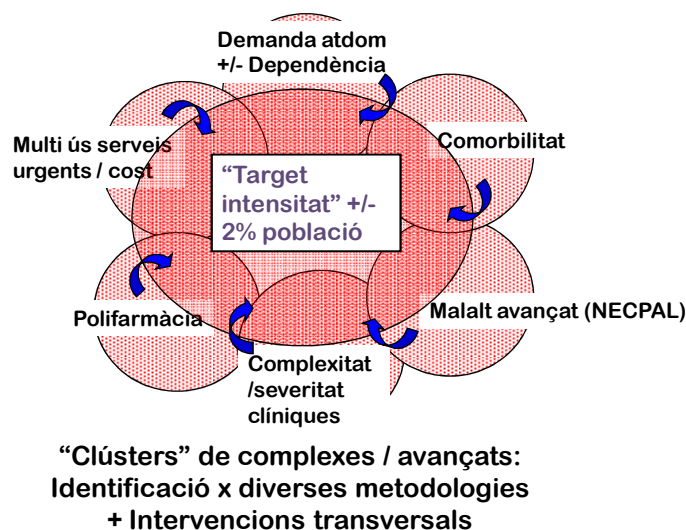 Demanda atdom
+/- Dependència
Multi ús serveis
urgents / cost
Comorbilitat
“Target
intensitat” +/-
2% població
Polifarmàcia
Malalt avançat (NECPAL)
Complexitat
/severitat
clíniques
“Clústers” de complexes / avançats:
Identificació x diverses metodologies
+ Intervencions transversals